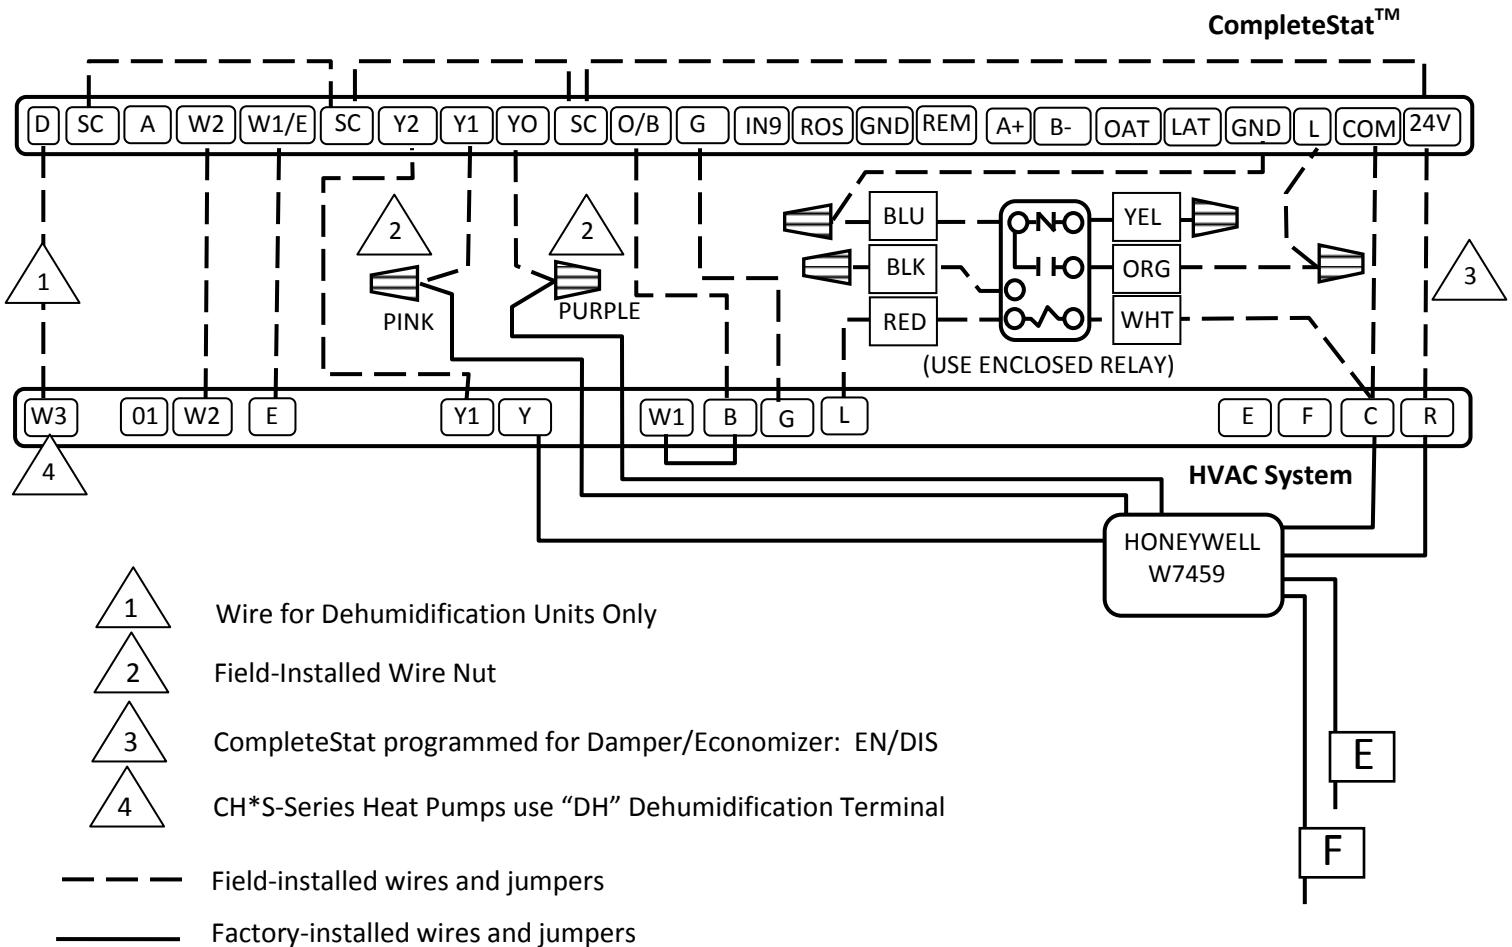 CompleteStat™
D SC A W2 W1/E SC Y2 Y1 YO SC O/B G IN9 ROS GND REM A+ B- OAT LAT GND L COM 24V
2 2 BLU YEL
1 BLK ORG 3
PINK PURPLE RED WHT
(USE ENCLOSED RELAY)
W3 01 W2 E Y1 Y W1 B G L E F C R
4 HVAC System
HONEYWELL
W7459
1 Wire for Dehumidification Units Only
2 Field-Installed Wire Nut
3 CompleteStat programmed for Damper/Economizer: EN/DIS
E
4 CH*S-Series Heat Pumps use “DH” Dehumidification Terminal
F
Field-installed wires and jumpers
Factory-installed wires and jumpers